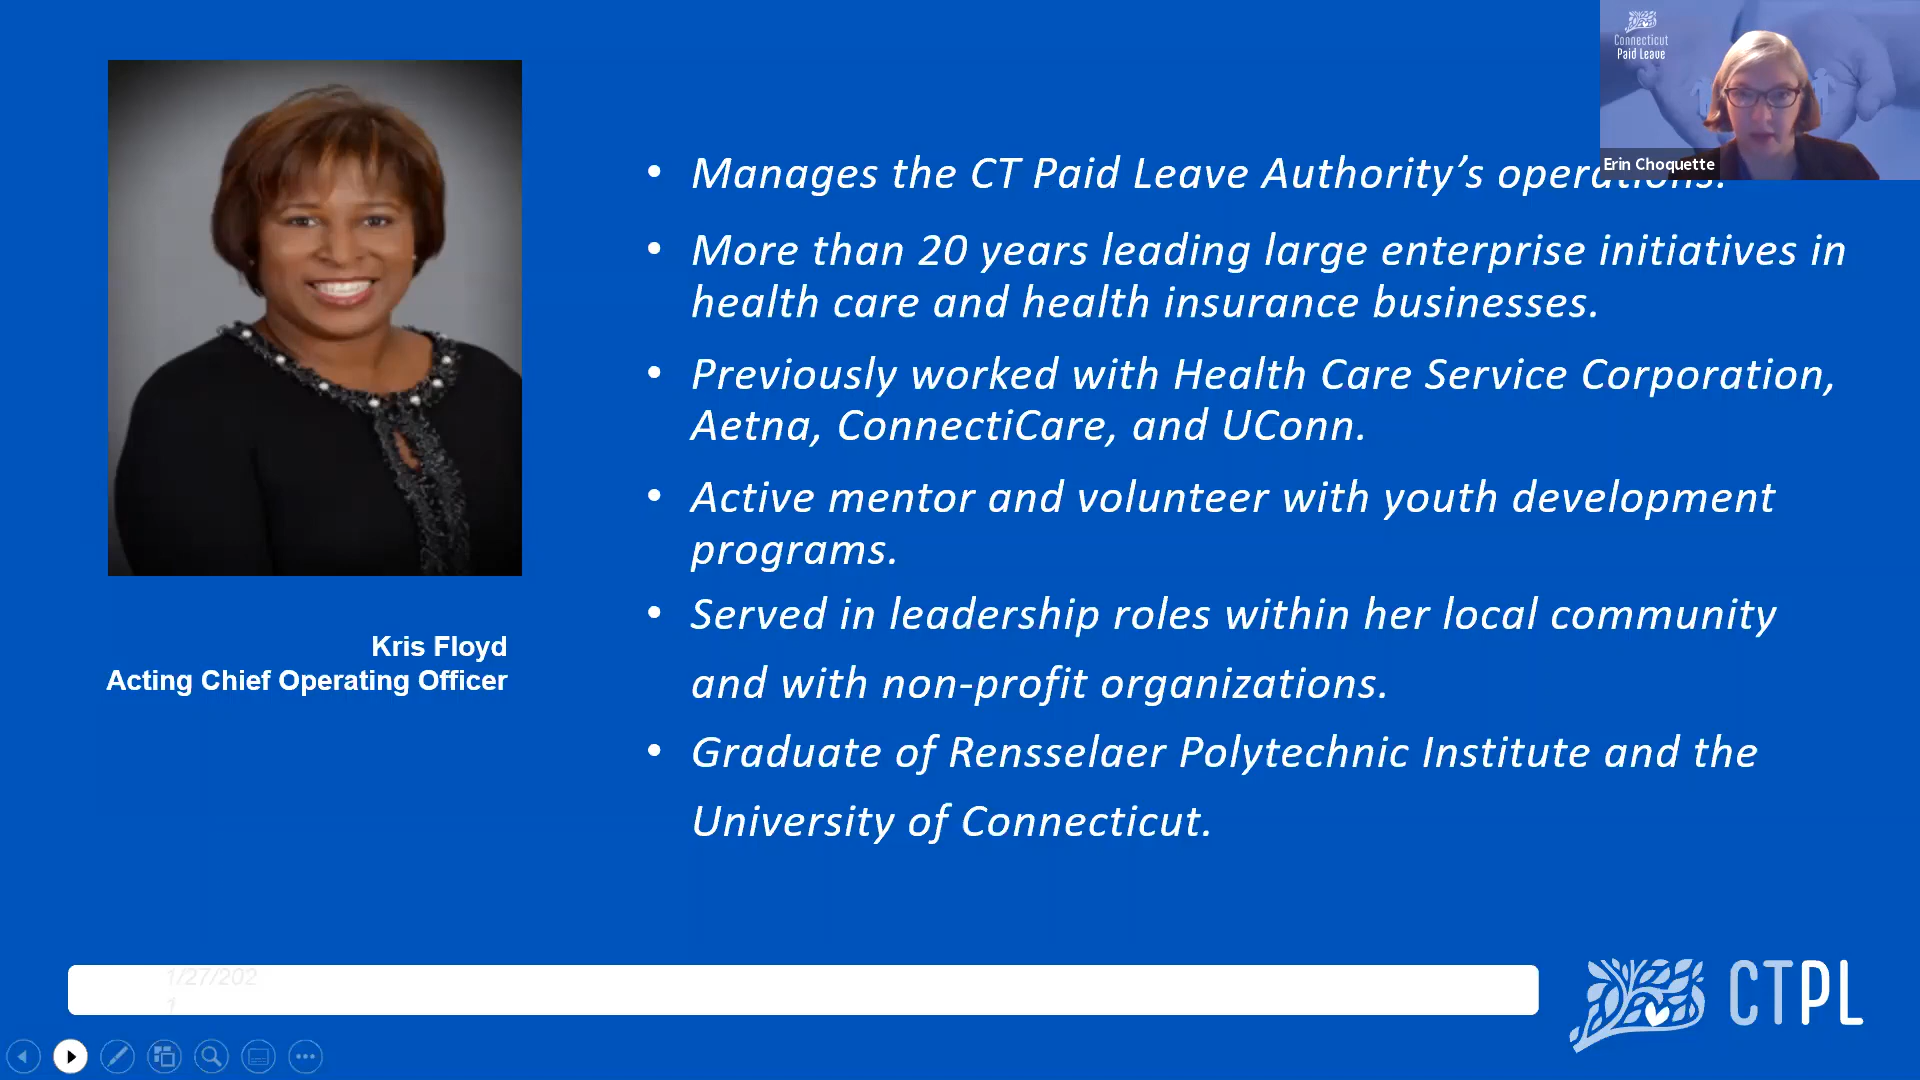 Connecticut
Paid Leave
Erin Choquette
• Manages the CT Paid Leave Authority’s operations.
• More than 20 years leading large enterprise initiatives in
health care and health insurance businesses.
• Previously worked with Health Care Service Corporation,
Aetna, ConnectiCare, and UConn.
• Active mentor and volunteer with youth development
programs.
• Served in leadership roles within her local community
and with non-profit organizations.
• Graduate of Rensselaer Polytechnic Institute and the
University of Connecticut.
Kris Floyd
Acting Chief Operating Officer
1/27/202
1
CTPL